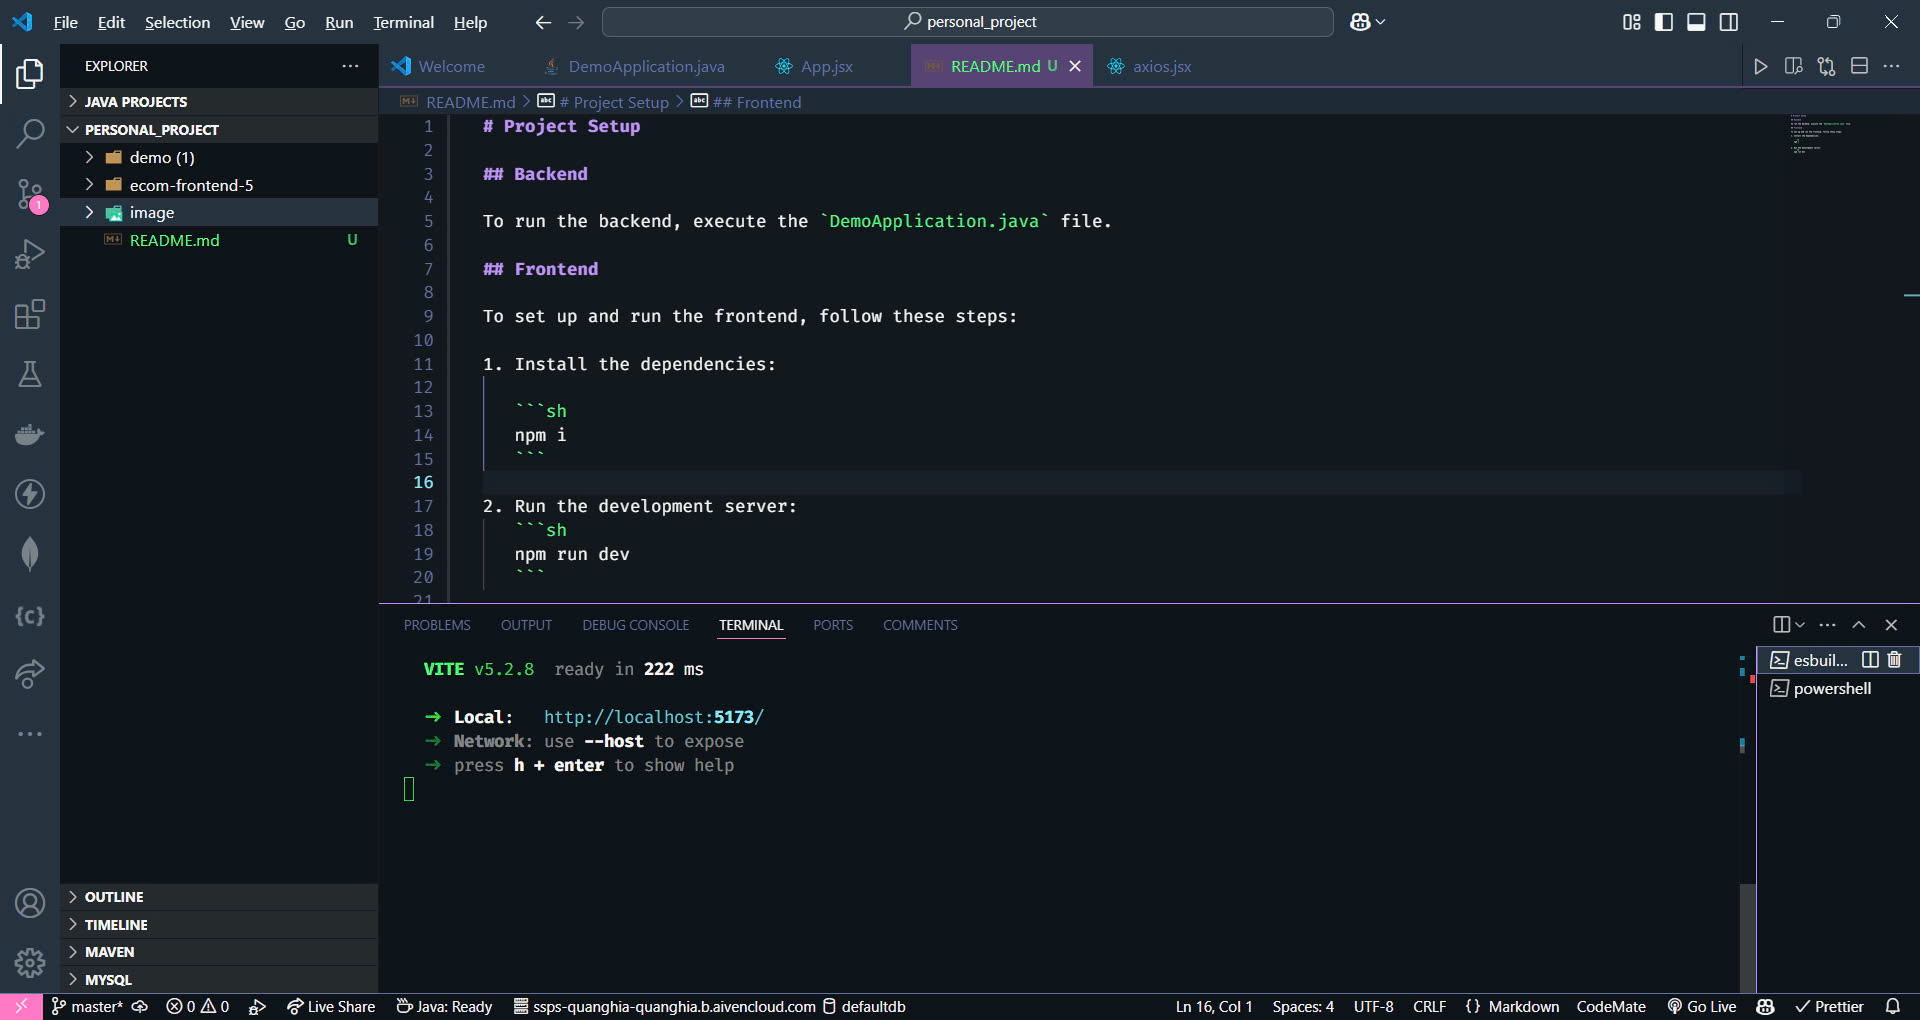 File Edit Selection View Go Run Terminal Help
personal_project
EXPLORER
JAVA PROJECTS
PERSONAL_PROJECT
demo (1)
ecom-frontend-5
image
README.md U
OUTLINE
TIMELINE
MAVEN
MYSQL
Welcome DemoApplication.java App.jsx README.md U axios.jsx
README.md > # Project Setup > ## Frontend
1 # Project Setup
2
3 ## Backend
4
5 To run the backend, execute the `DemoApplication.java` file.
6
7 ## Frontend
8
9 To set up and run the frontend, follow these steps:
10
11 1. Install the dependencies:
12
13 ```sh
14 npm i
15 ```
16
17 2. Run the development server:
18 ```sh
19 npm run dev
20 ```
21
PROBLEMS OUTPUT DEBUG CONSOLE TERMINAL PORTS COMMENTS
VITE v5.2.8 ready in 222 ms
➜ Local: http://localhost:5173/
➜ Network: use --host to expose
➜ press h + enter to show help
esbuil...
powershell
1
master* 0 0 Live Share Java: Ready ssps-quanghia-quanghia.b.aivencloud.com defaultdb Ln 16, Col 1 Spaces: 4 UTF-8 CRLF {} Markdown CodeMate Go Live Prettier